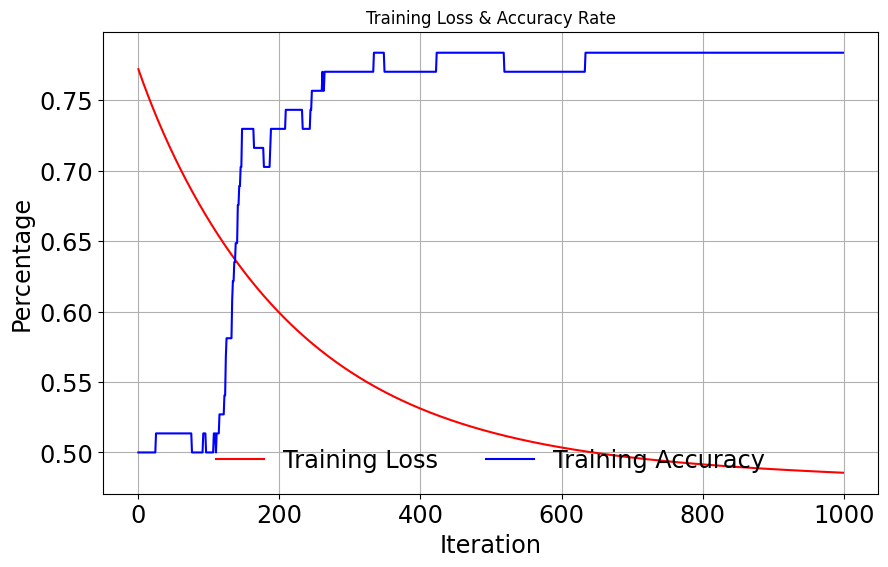 Training Loss & Accuracy Rate
Percentage
0.75
0.70
0.65
0.60
0.55
0.50
Training Loss Training Accuracy
0 200 400 600 800 1000
Iteration